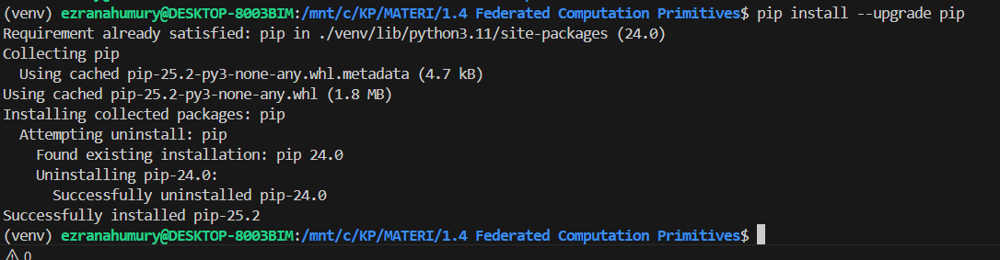 (venv) ezranahumury@DESKTOP-8003BIM:/mnt/c/KP/MATERI/1.4 Federated Computation Primitives$ pip install --upgrade pip
Requirement already satisfied: pip in ./venv/lib/python3.11/site-packages (24.0)
Collecting pip
  Using cached pip-25.2-py3-none-any.whl.metadata (4.7 kB)
Using cached pip-25.2-py3-none-any.whl (1.8 MB)
Installing collected packages: pip
  Attempting uninstall: pip
    Found existing installation: pip 24.0
    Uninstalling pip-24.0:
      Successfully uninstalled pip-24.0
Successfully installed pip-25.2
(venv) ezranahumury@DESKTOP-8003BIM:/mnt/c/KP/MATERI/1.4 Federated Computation Primitives$
0